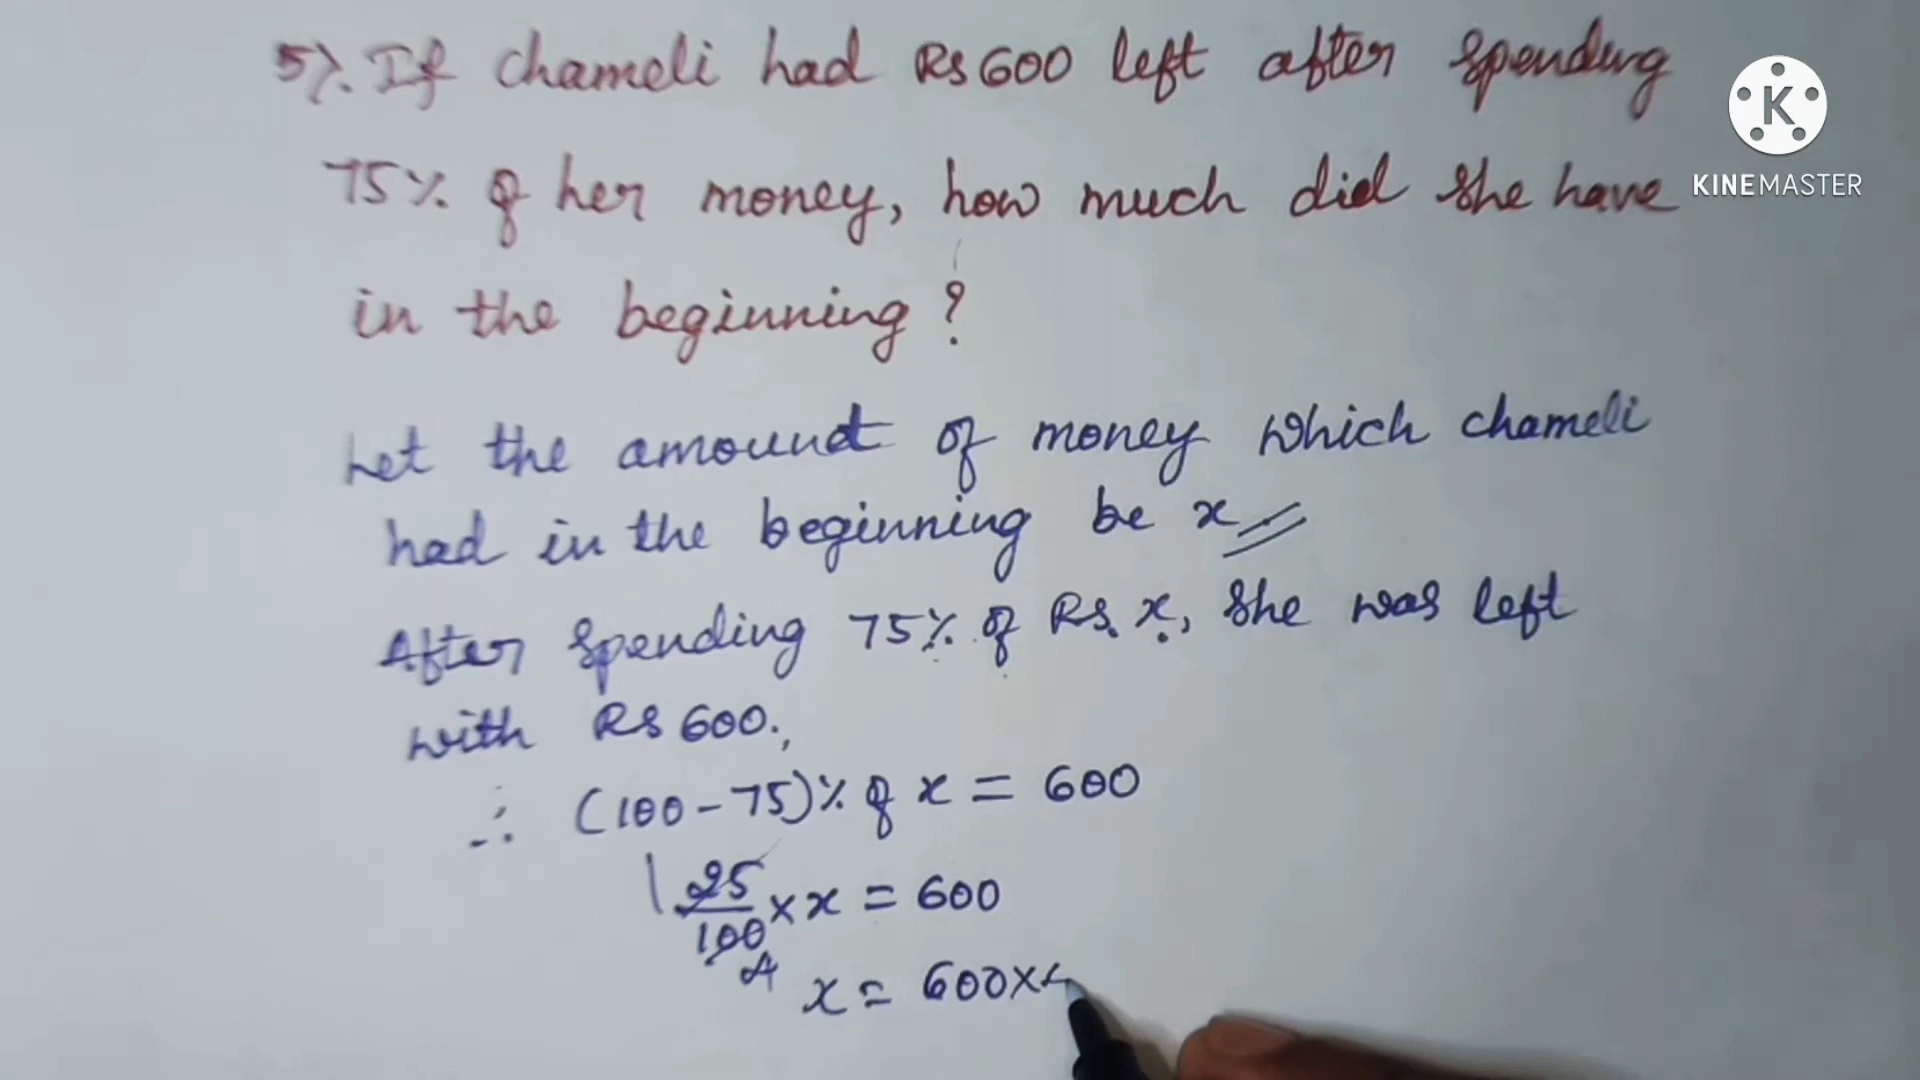 5%. If chameli had Rs 600 left after spending
75% of her money, how much did she have
in the beginning?
Let the amount of money which chameli
had in the beginning be x
After spending 75% of Rs. x, she was left
with Rs 600.,
∴ (100-75)% of x = 600
1 25/100 4 × x = 600
x = 600×4
K
KINEMASTER